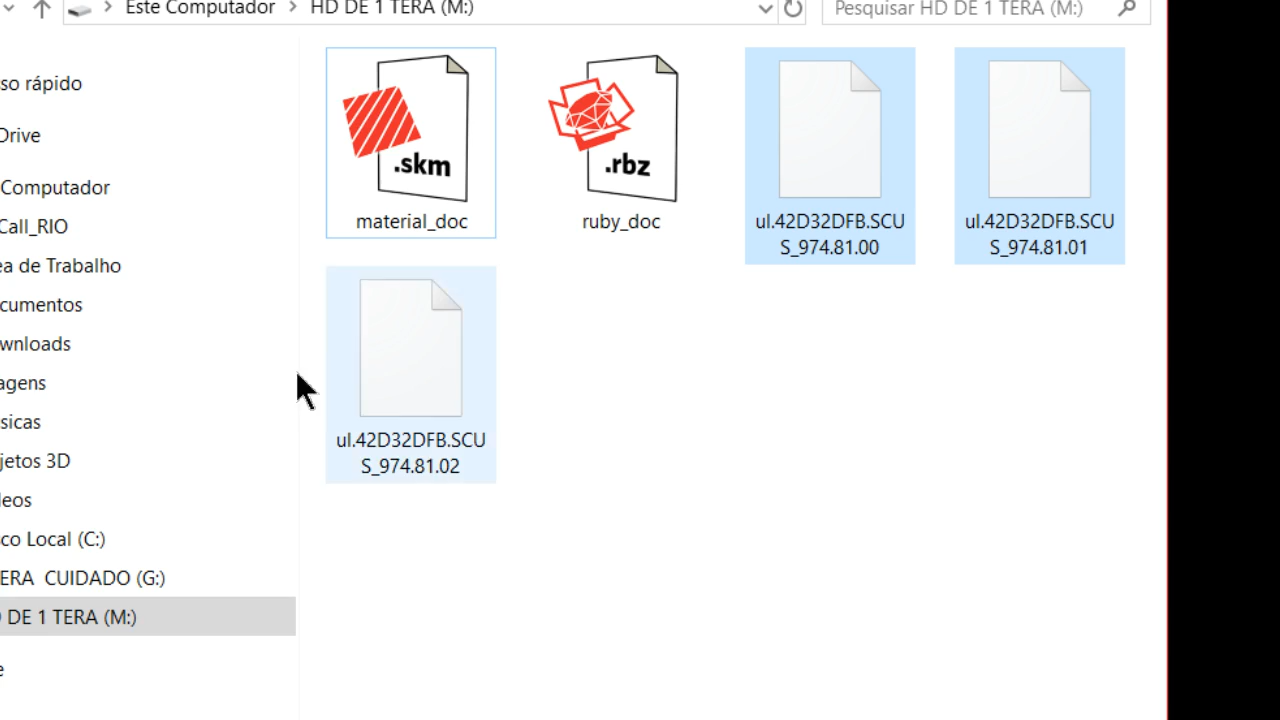 Este Computador
HD DE 1 TERA (M:)
Pesquisar HD DE 1 TERA (M:)
so rápido
Drive
Computador
Call_RIO
ea de Trabalho
cumentos
wnloads
agens
sicas
jetos 3D
leos
co Local (C:)
ERA CUIDADO (G:)
DE 1 TERA (M:)
e
.skm
material_doc
.rbz
ruby_doc
ul.42D32DFB.SCU
S_974.81.00
ul.42D32DFB.SCU
S_974.81.01
ul.42D32DFB.SCU
S_974.81.02